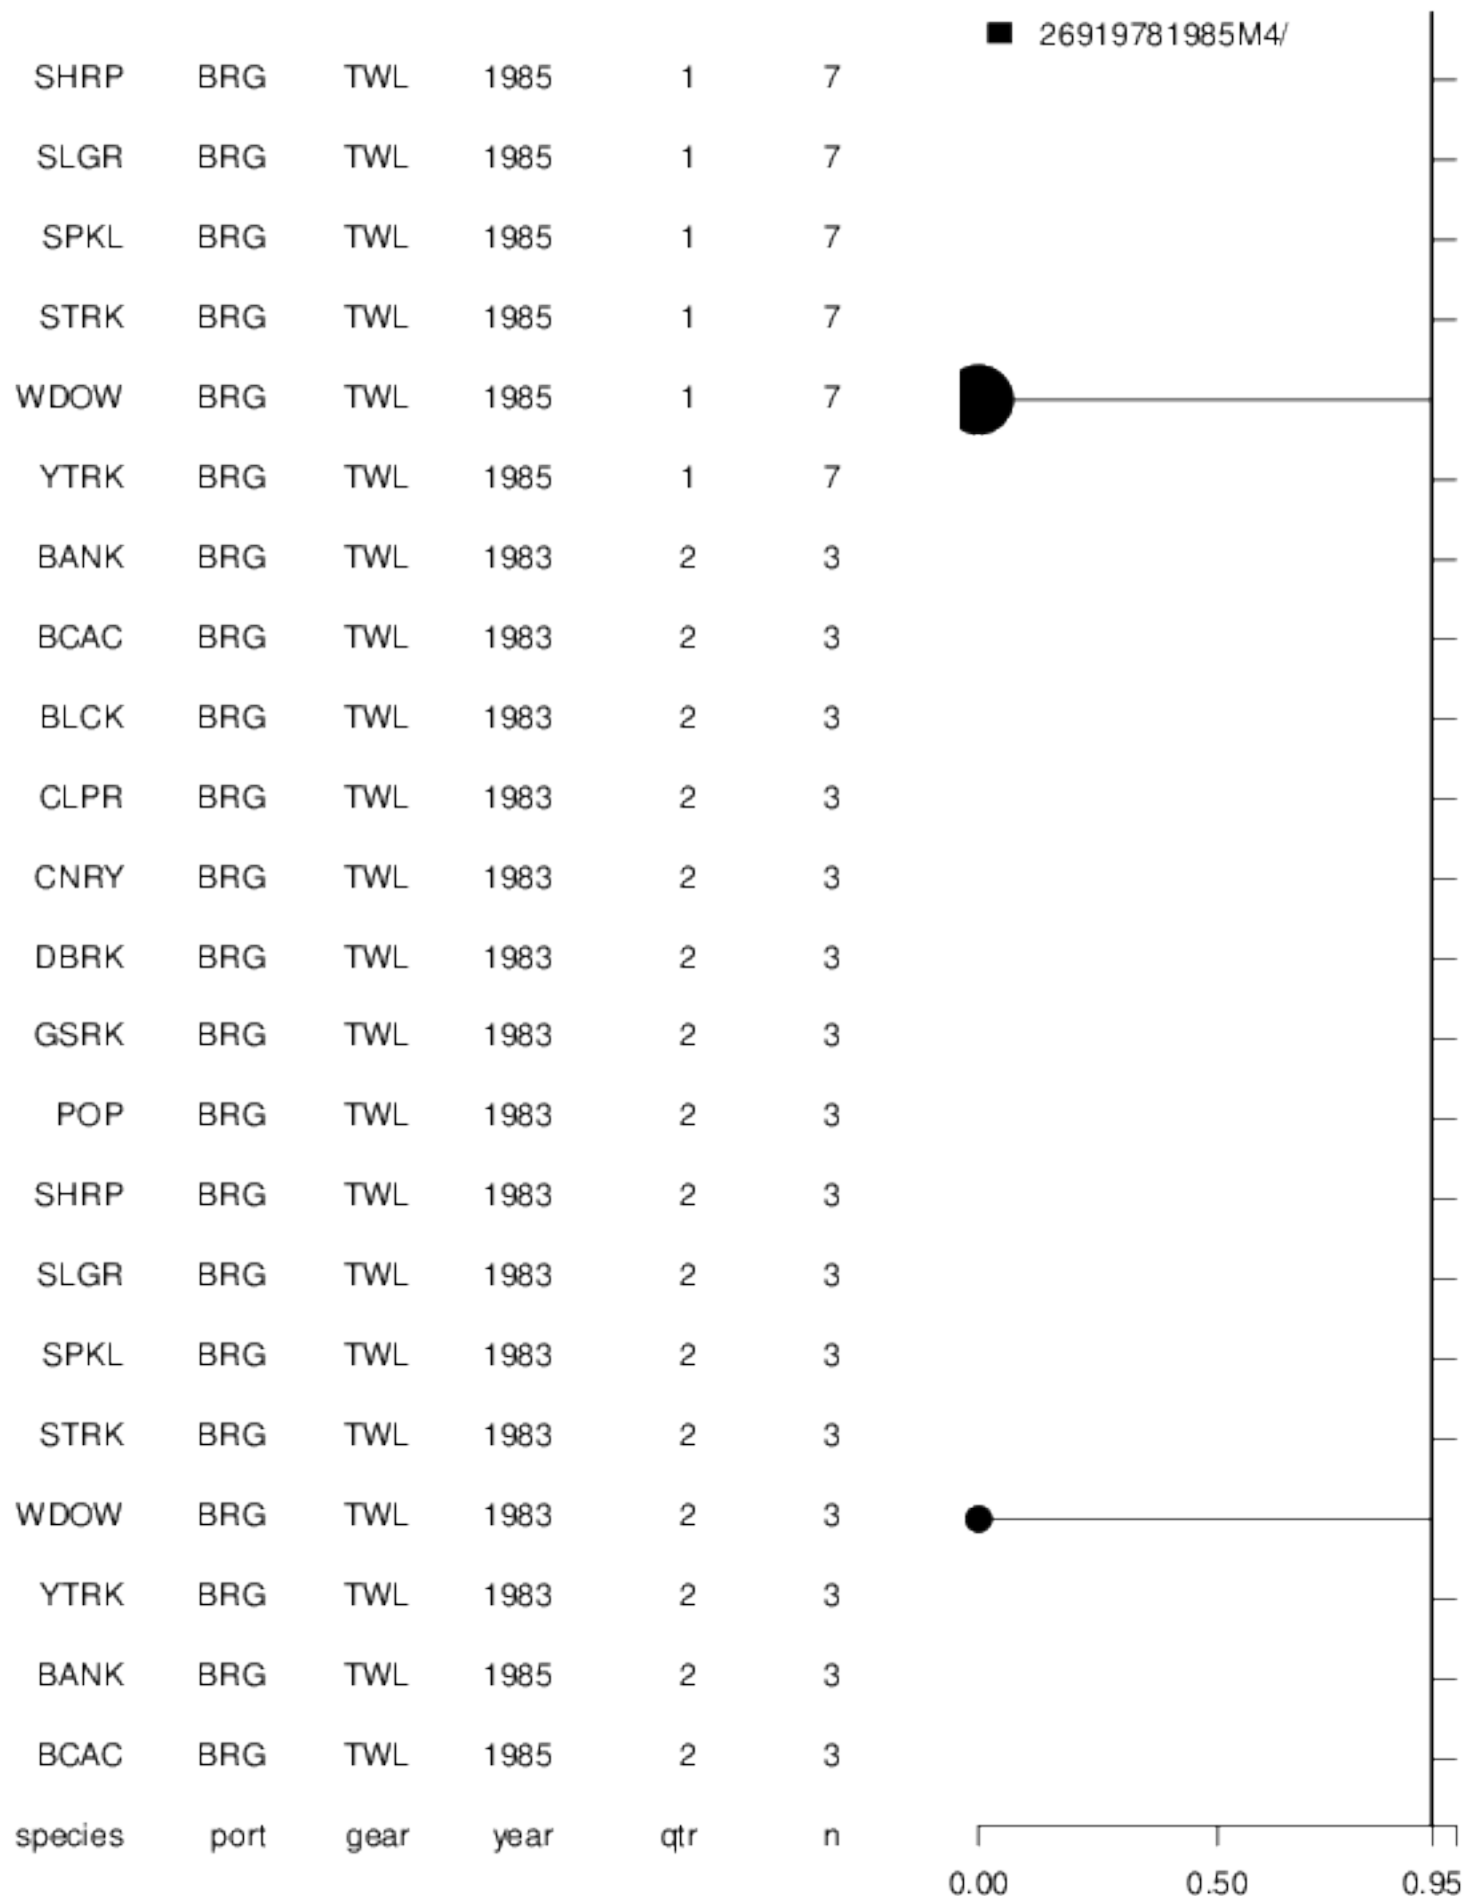 26919781985M4/
SHRP BRG TWL 1985 1 7
SLGR BRG TWL 1985 1 7
SPKL BRG TWL 1985 1 7
STRK BRG TWL 1985 1 7
WDOW BRG TWL 1985 1 7
YTRK BRG TWL 1985 1 7
BANK BRG TWL 1983 2 3
BCAC BRG TWL 1983 2 3
BLCK BRG TWL 1983 2 3
CLPR BRG TWL 1983 2 3
CNRY BRG TWL 1983 2 3
DBRK BRG TWL 1983 2 3
GSRK BRG TWL 1983 2 3
POP BRG TWL 1983 2 3
SHRP BRG TWL 1983 2 3
SLGR BRG TWL 1983 2 3
SPKL BRG TWL 1983 2 3
STRK BRG TWL 1983 2 3
WDOW BRG TWL 1983 2 3
YTRK BRG TWL 1983 2 3
BANK BRG TWL 1985 2 3
BCAC BRG TWL 1985 2 3
species port gear year qtr n
0.00 0.50 0.95